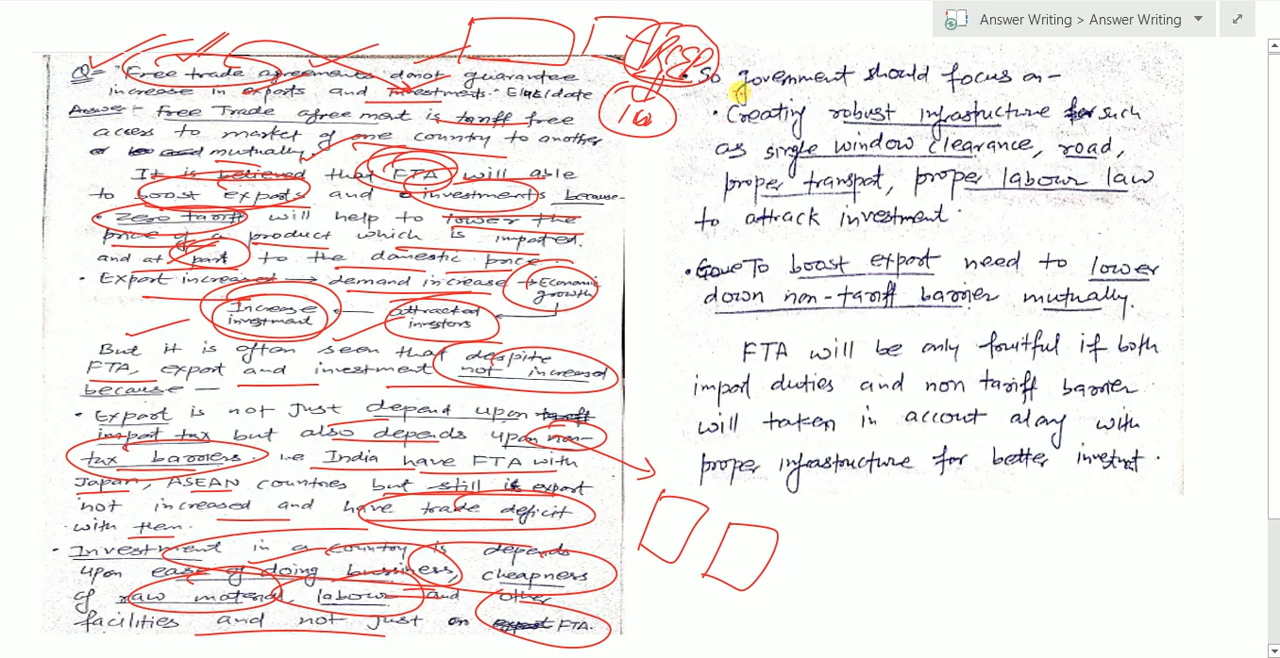 Answer Writing > Answer Writing
RCEP
16
Q= "Free trade agreements donot guarantee
increase in exports and investments." Elucidate
Answer - Free Trade agreement is tariff free
access to market of one country to another
mutually.
It is believed that FTA will able
to boost exports and investments because-
• Zero tariff will help to lower the
price of a product which is imported.
and at part to the domestic price.
• Export increased → demand increase → Economic
growth
Increase ← attracted
investment investors
But it is often seen that despite
FTA, export and investment not increased
because —
• Export is not just depend upon tariff
import tax but also depends upon non-
tax barriers. i.e India have FTA with
Japan, ASEAN countries but still is export
not increased and have trade deficit
with them.
• Investment in a country is depends
upon ease of doing bussiness, cheapness
of raw material, labour and other
facilities and not just on export FTA.
• So government should focus on-
• Creating robust infrastructure for such
as single window clearance, road,
proper transpot, proper labour law
to attrack investment.
• Gove To boost export need to lower
down non-tariff barrier mutually.
FTA will be only fruitful if both
import duties and non tariff barrier
will taken in account along with
proper infrastructure for better investmt.